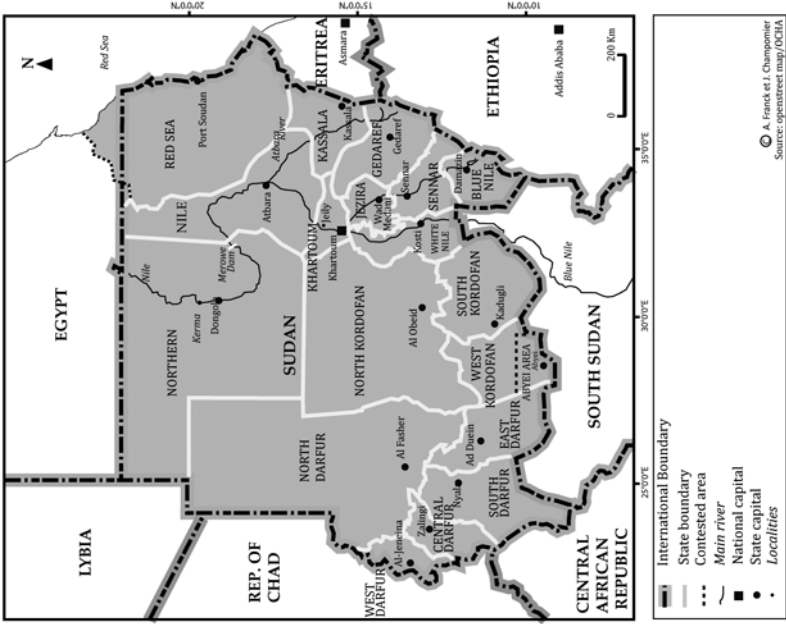 N
LYBIA
EGYPT
Red Sea
20°0'0"N
NORTHERN
Nile
NILE
RED SEA
Kerma
Dongola
Merowe
Dam
Port Soudan
Atbara
Atbara
River
SUDAN
REP. OF
CHAD
NORTH
DARFUR
KHARTOUM
Jeily
Khartoum
KASSALA
Kassala
ERITREA
Asmara
15°0'0"N
NORTH KORDOFAN
JEZIRA
Wad
Medani
GEDAREF
Gedaref
WEST
DARFUR
Al-Jeneina
Al Fasher
Al Obeid
Kosti
WHITE
NILE
Sennar
SENNAR
Zalingi
CENTRAL
DARFUR
Nyala
Ad Duein
SOUTH
KORDOFAN
Kadugli
Damazin
BLUE
NILE
ETHIOPIA
WEST
KORDOFAN
SOUTH
DARFUR
EAST
DARFUR
ABYEI AREA
Abyei
10°0'0"N
Blue Nile
Addis Ababa
CENTRAL
AFRICAN
REPUBLIC
SOUTH SUDAN
0
200 Km
25°0'0"E
30°0'0"E
35°0'0"E
International Boundary
State boundary
Contested area
Main river
National capital
State capital
Localities
© A. Franck et J. Champomier
Source: openstreet map/OCHA